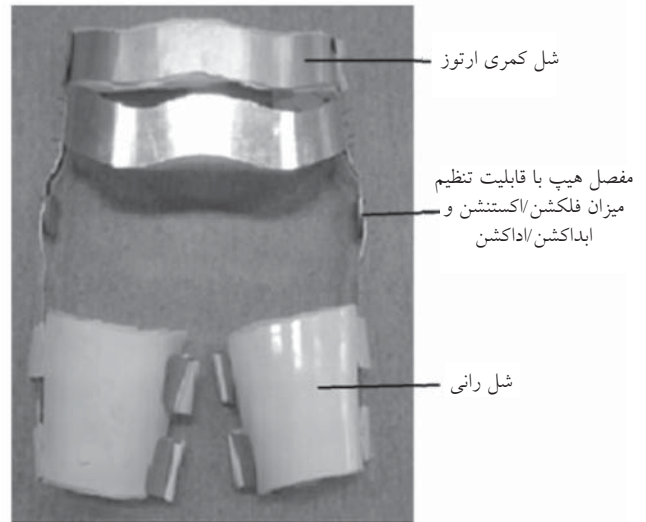 شل کمری ارتوز
مفصل هیپ با قابلیت تنظیم
میزان فلکشن/اکستنشن و
ابداکشن/اداکشن
شل رانی